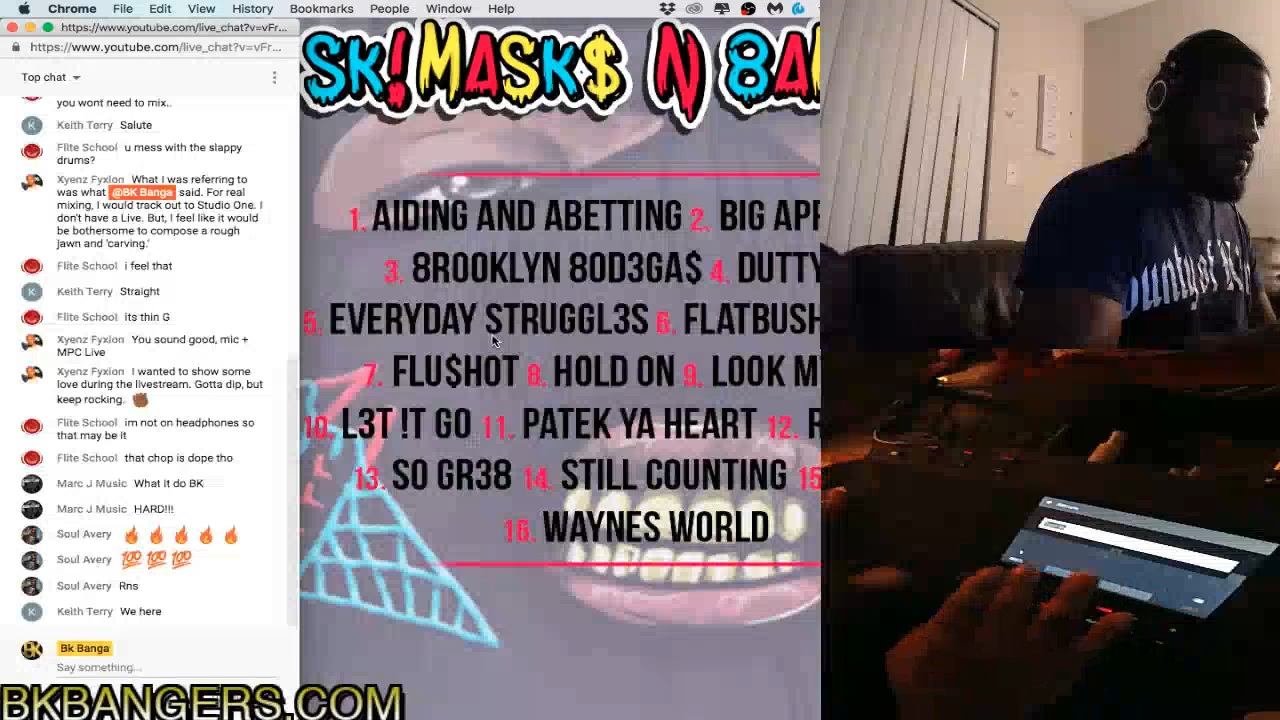 Chrome File Edit View History Bookmarks People Window Help
https://www.youtube.com/live_chat?v=vFr...
https://www.youtube.com/live_chat?v=vFrc...
Top chat
you wont need to mix..
Keith Terry Salute
Flite School u mess with the slappy
drums?
Xyenz Fyxion What I was referring to
was what @BK Banga said. For real
mixing, I would track out to Studio One. I
don't have a Live. But, I feel like it would
be bothersome to compose a rough
jawn and 'carving.'
Flite School i feel that
Keith Terry Straight
Flite School its thin G
Xyenz Fyxion You sound good, mic +
MPC Live
Xyenz Fyxion I wanted to show some
love during the livestream. Gotta dip, but
keep rocking.
Flite School im not on headphones so
that may be it
Flite School that chop is dope tho
Marc J Music What it do BK
Marc J Music HARD!!!
Soul Avery 🔥 🔥 🔥 🔥 🔥
Soul Avery 💯 💯 💯
Soul Avery Rns
Keith Terry We here
Bk Banga
Say something...
SK!MASK$ N 8A
1. AIDING AND ABETTING 2. BIG APP
3. 8ROOKLYN 8OD3GA$ 4. DUTTY
5. EVERYDAY STRUGGL3S 6. FLATBUSH
7. FLU$HOT 8. HOLD ON 9. LOOK M
10. L3T !T GO 11. PATEK YA HEART 12. R
13. SO GR38 14. STILL COUNTING 15
16. WAYNES WORLD
BKBANGERS.COM